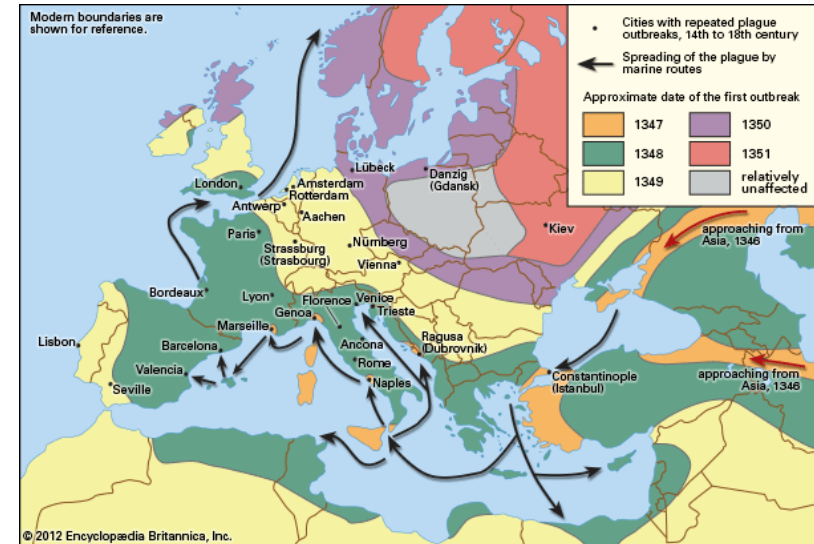 Modern boundaries are
shown for reference.
Cities with repeated plague
outbreaks, 14th to 18th century
Spreading of the plague by
marine routes
Approximate date of the first outbreak
1347
1350
1348
1351
1349
relatively
unaffected
Lübeck
Danzig
(Gdansk)
London
Amsterdam
Rotterdam
Antwerp
Aachen
Kiev
approaching from
Asia, 1346
Paris
Strassburg
(Strasbourg)
Nürnberg
Vienna
Bordeaux
Lyon
Florence
Venice
Genoa
Trieste
Marseille
Lisbon
Barcelona
Ancona
Ragusa
(Dubrovnik)
Valencia
Rome
Seville
Naples
Constantinople
(Istanbul)
approaching from
Asia, 1346
© 2012 Encyclopædia Britannica, Inc.